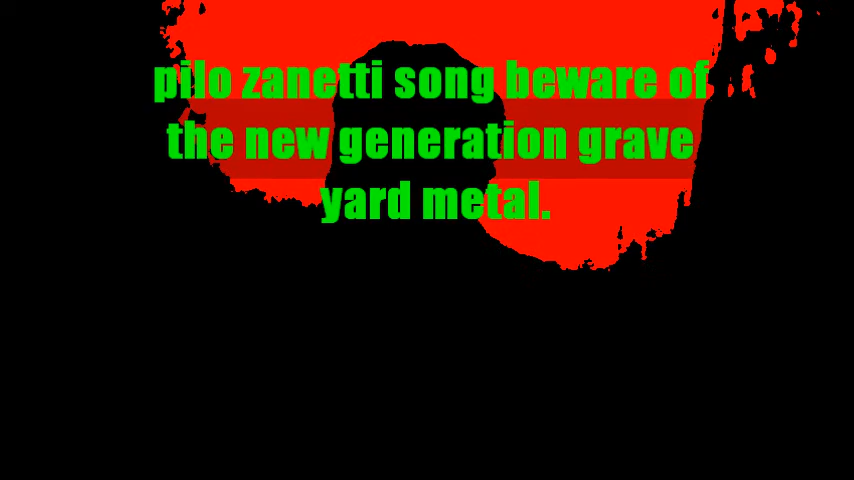 pilo zanetti song beware of
the new generation grave
yard metal.